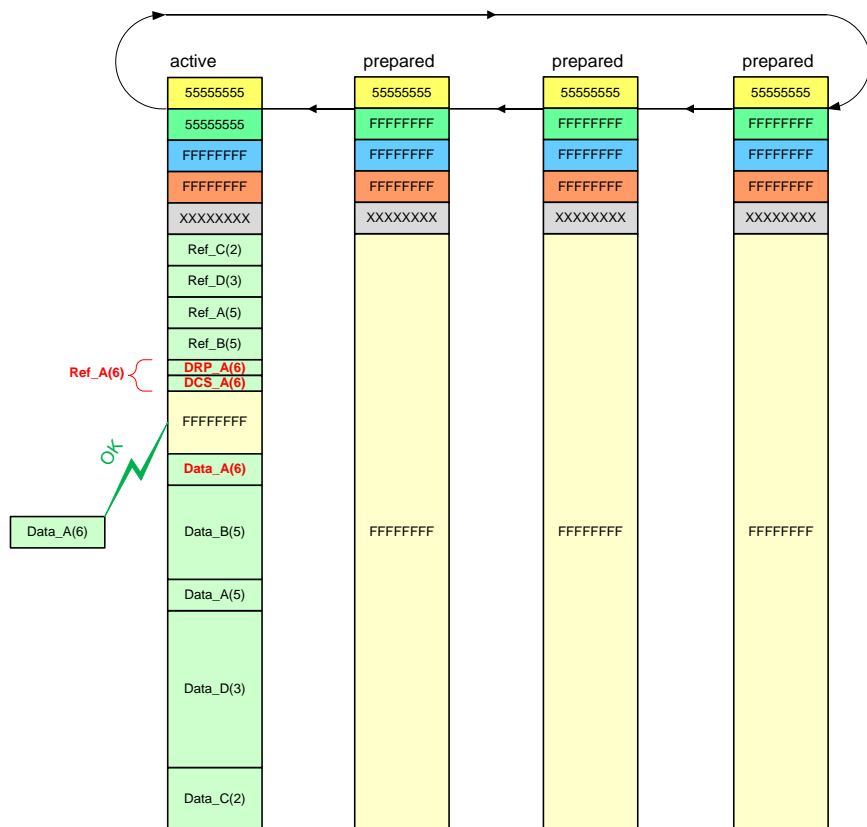 active prepared prepared prepared
55555555 55555555 55555555 55555555
55555555 FFFFFFFF FFFFFFFF FFFFFFFF
FFFFFFFF FFFFFFFF FFFFFFFF FFFFFFFF
FFFFFFFF FFFFFFFF FFFFFFFF FFFFFFFF
XXXXXXXX XXXXXXXX XXXXXXXX XXXXXXXX
Ref_C(2)
Ref_D(3)
Ref_A(5)
Ref_B(5)
Ref_A(6) DRP_A(6)
DCS_A(6)
FFFFFFFF
OK
Data_A(6)
Data_A(6) Data_B(5) FFFFFFFF FFFFFFFF FFFFFFFF
Data_A(5)
Data_D(3)
Data_C(2)